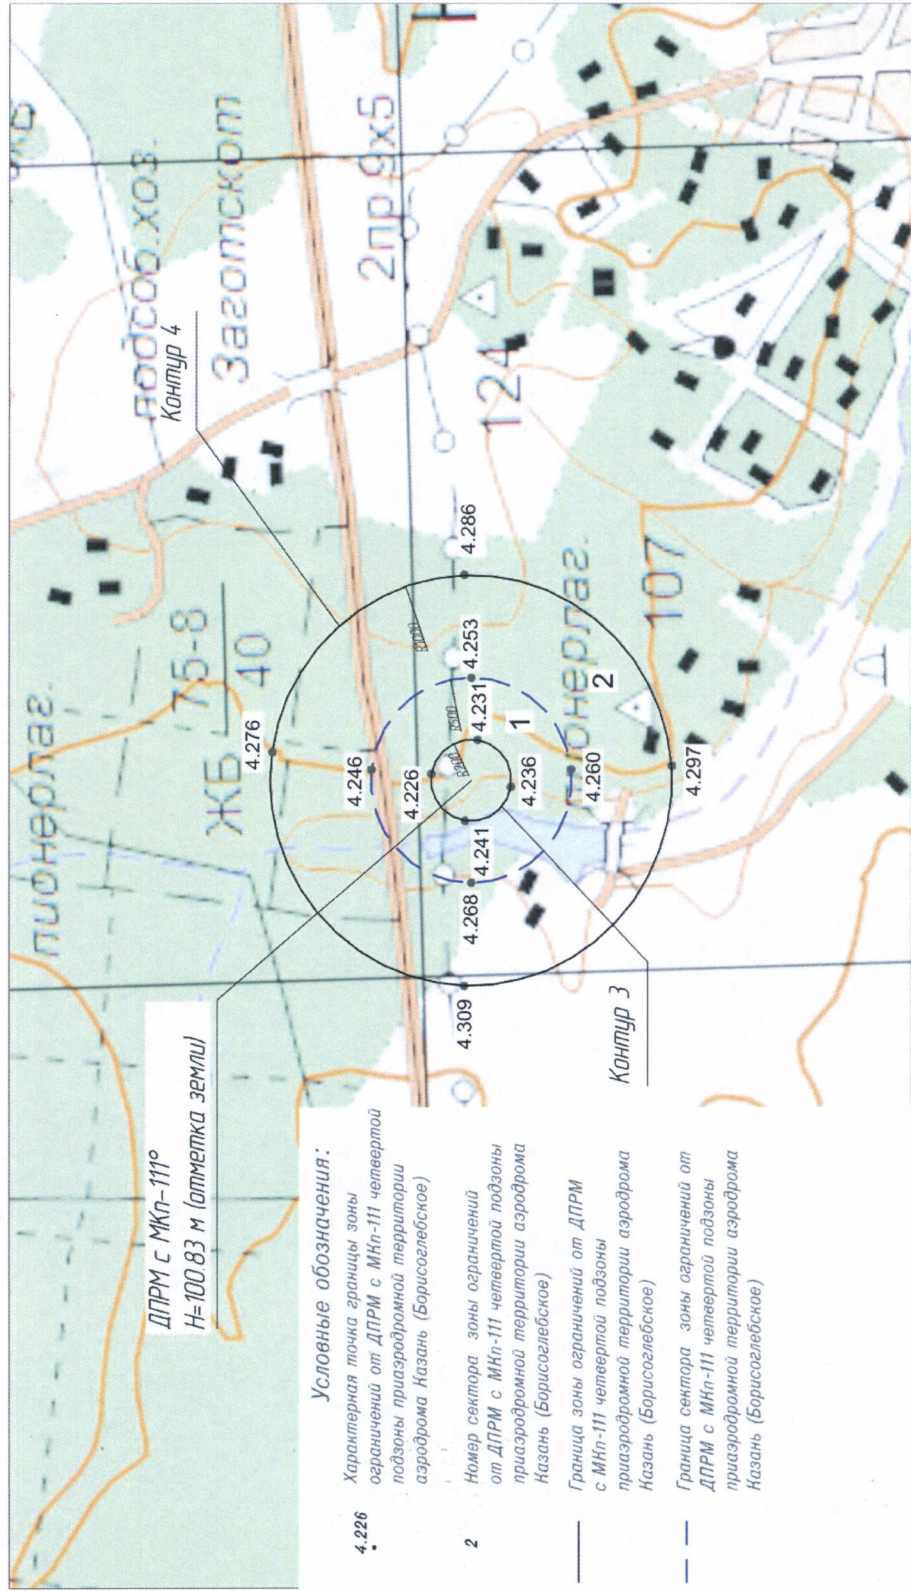 пионерлаг.
подсоб.хоз.
Контур 4
Заготскот
ЖБ 75-8
40
2пр.9х5
4.276
4.246
4.226
4.286
4.253
4.231
R1000
R500
R200
124
1
2
4.236
4.260
4.241
4.268
4.309
4.297
107
Контур 3
ДПРМ с МКп-111°
Н=100.83 м (отметка земли)
Условные обозначения:
4.226
Характерная точка границы зоны
ограничений от ДПРМ с МКп-111 четвертой
подзоны приаэродромной территории
аэродрома Казань (Борисоглебское)
2
Номер сектора зоны ограничений
от ДПРМ с МКп-111 четвертой подзоны
приаэродромной территории аэродрома
Казань (Борисоглебское)
Граница зоны ограничений от ДПРМ
с МКп-111 четвертой подзоны
приаэродромной территории аэродрома
Казань (Борисоглебское)
Граница сектора зоны ограничений от
ДПРМ с МКп-111 четвертой подзоны
приаэродромной территории аэродрома
Казань (Борисоглебское)